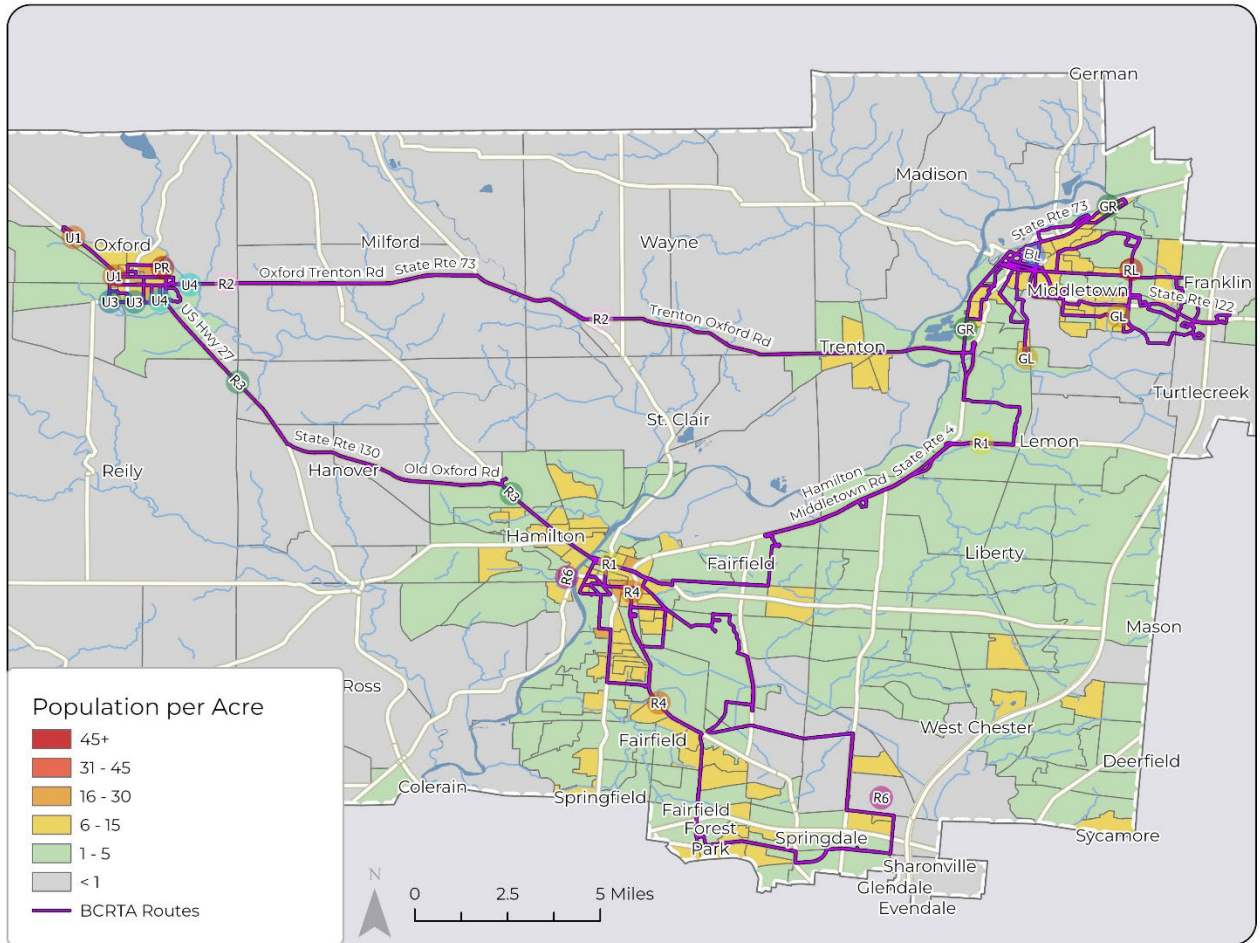 German
Madison
GR
State Rte 73
U1
Oxford
Milford
Wayne
BL
U1
PR
U4
R2
Oxford Trenton Rd
State Rte 73
RL
Franklin
Middletown
State Rte 122
U3
U3
U4
US Hwy 27
R2
Trenton Oxford Rd
GL
GR
Trenton
GL
R3
Turtlecreek
St. Clair
State Rte 130
R1
Lemon
Reily
Hanover
Old Oxford Rd
R3
Hamilton
Middletown Rd
State Rte 4
Hamilton
R1
Fairfield
Liberty
R6
R4
Mason
Ross
R4
West Chester
Fairfield
Deerfield
Colerain
Springfield
R6
Fairfield
Forest
Park
Springdale
Sycamore
Sharonville
Glendale
Evendale
Population per Acre
45+
31 - 45
16 - 30
6 - 15
1 - 5
< 1
BCRTA Routes
N
0 2.5 5 Miles